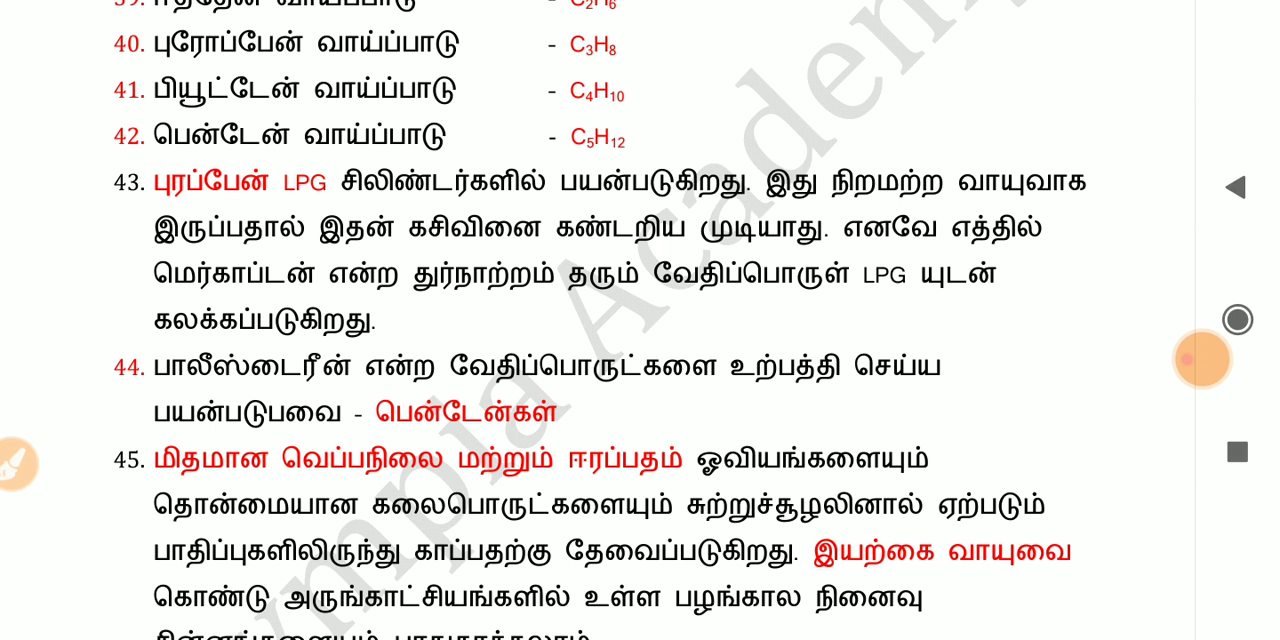 39. ஈத்தேன் வாய்ப்பாடு - C₂H₆
40. புரோப்பேன் வாய்ப்பாடு - C₃H₈
41. பியூட்டேன் வாய்ப்பாடு - C₄H₁₀
42. பென்டேன் வாய்ப்பாடு - C₅H₁₂
43. புரப்பேன் LPG சிலிண்டர்களில் பயன்படுகிறது. இது நிறமற்ற வாயுவாக
இருப்பதால் இதன் கசிவினை கண்டறிய முடியாது. எனவே எத்தில்
மெர்காப்டன் என்ற துர்நாற்றம் தரும் வேதிப்பொருள் LPG யுடன்
கலக்கப்படுகிறது.
44. பாலீஸ்டைரீன் என்ற வேதிப்பொருட்களை உற்பத்தி செய்ய
பயன்படுபவை - பென்டேன்கள்
45. மிதமான வெப்பநிலை மற்றும் ஈரப்பதம் ஓவியங்களையும்
தொன்மையான கலைபொருட்களையும் சுற்றுச்சூழலினால் ஏற்படும்
பாதிப்புகளிலிருந்து காப்பதற்கு தேவைப்படுகிறது. இயற்கை வாயுவை
கொண்டு அருங்காட்சியங்களில் உள்ள பழங்கால நினைவு